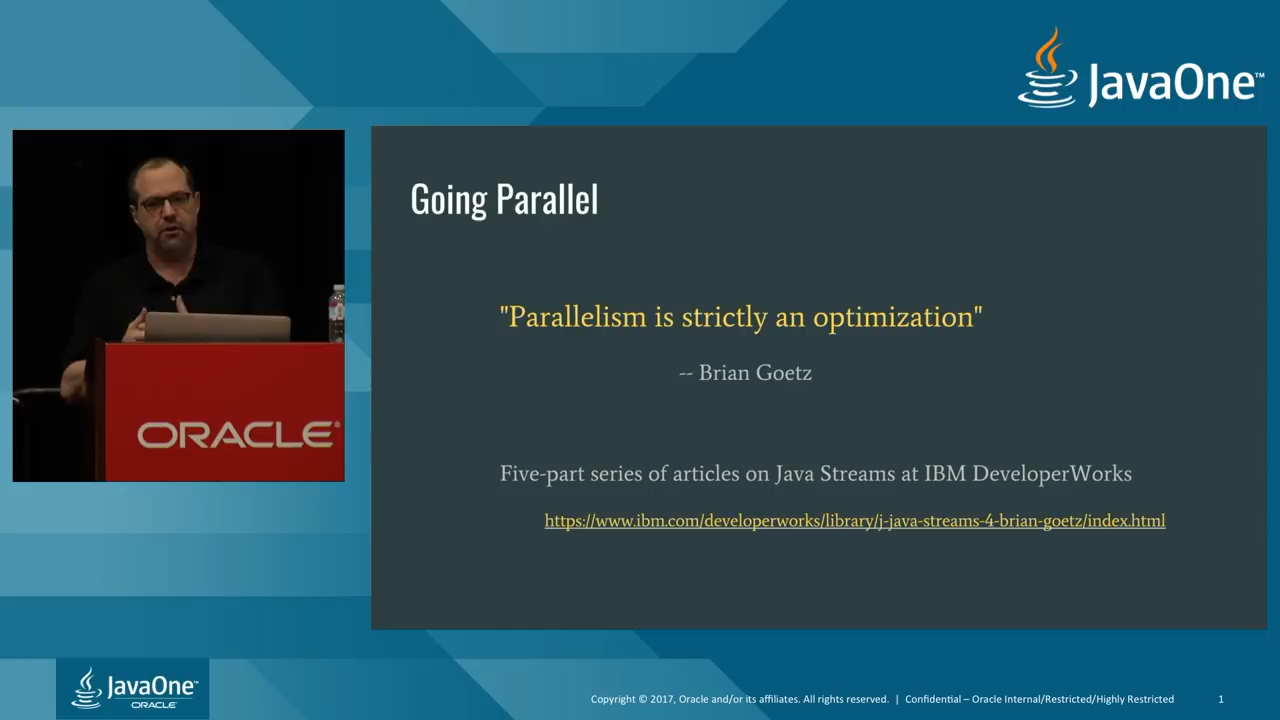 JavaOne™
Going Parallel
"Parallelism is strictly an optimization"
-- Brian Goetz
Five-part series of articles on Java Streams at IBM DeveloperWorks
https://www.ibm.com/developerworks/library/j-java-streams-4-brian-goetz/index.html
ORACLE®
JavaOne™
ORACLE
Copyright © 2017, Oracle and/or its affiliates. All rights reserved. | Confidential – Oracle Internal/Restricted/Highly Restricted 1